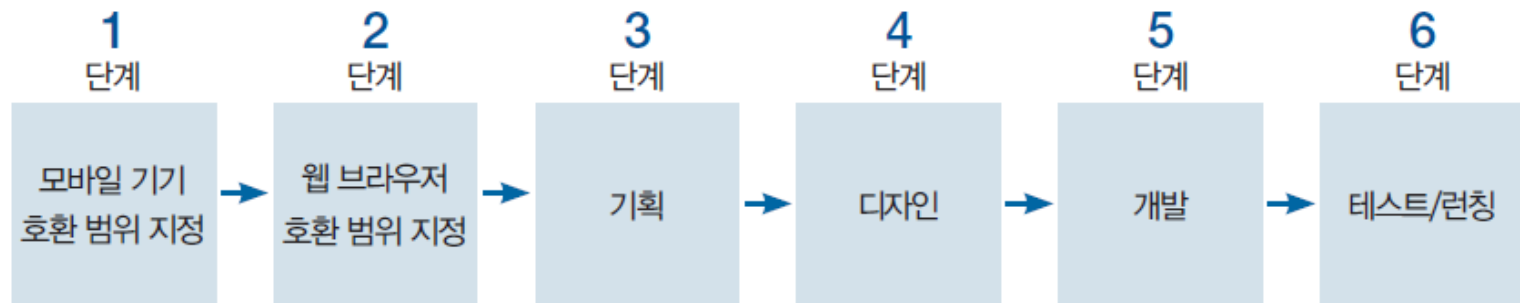 1
단계
모바일 기기
호환 범위 지정
2
단계
웹 브라우저
호환 범위 지정
3
단계
기획
4
단계
디자인
5
단계
개발
6
단계
테스트/런칭